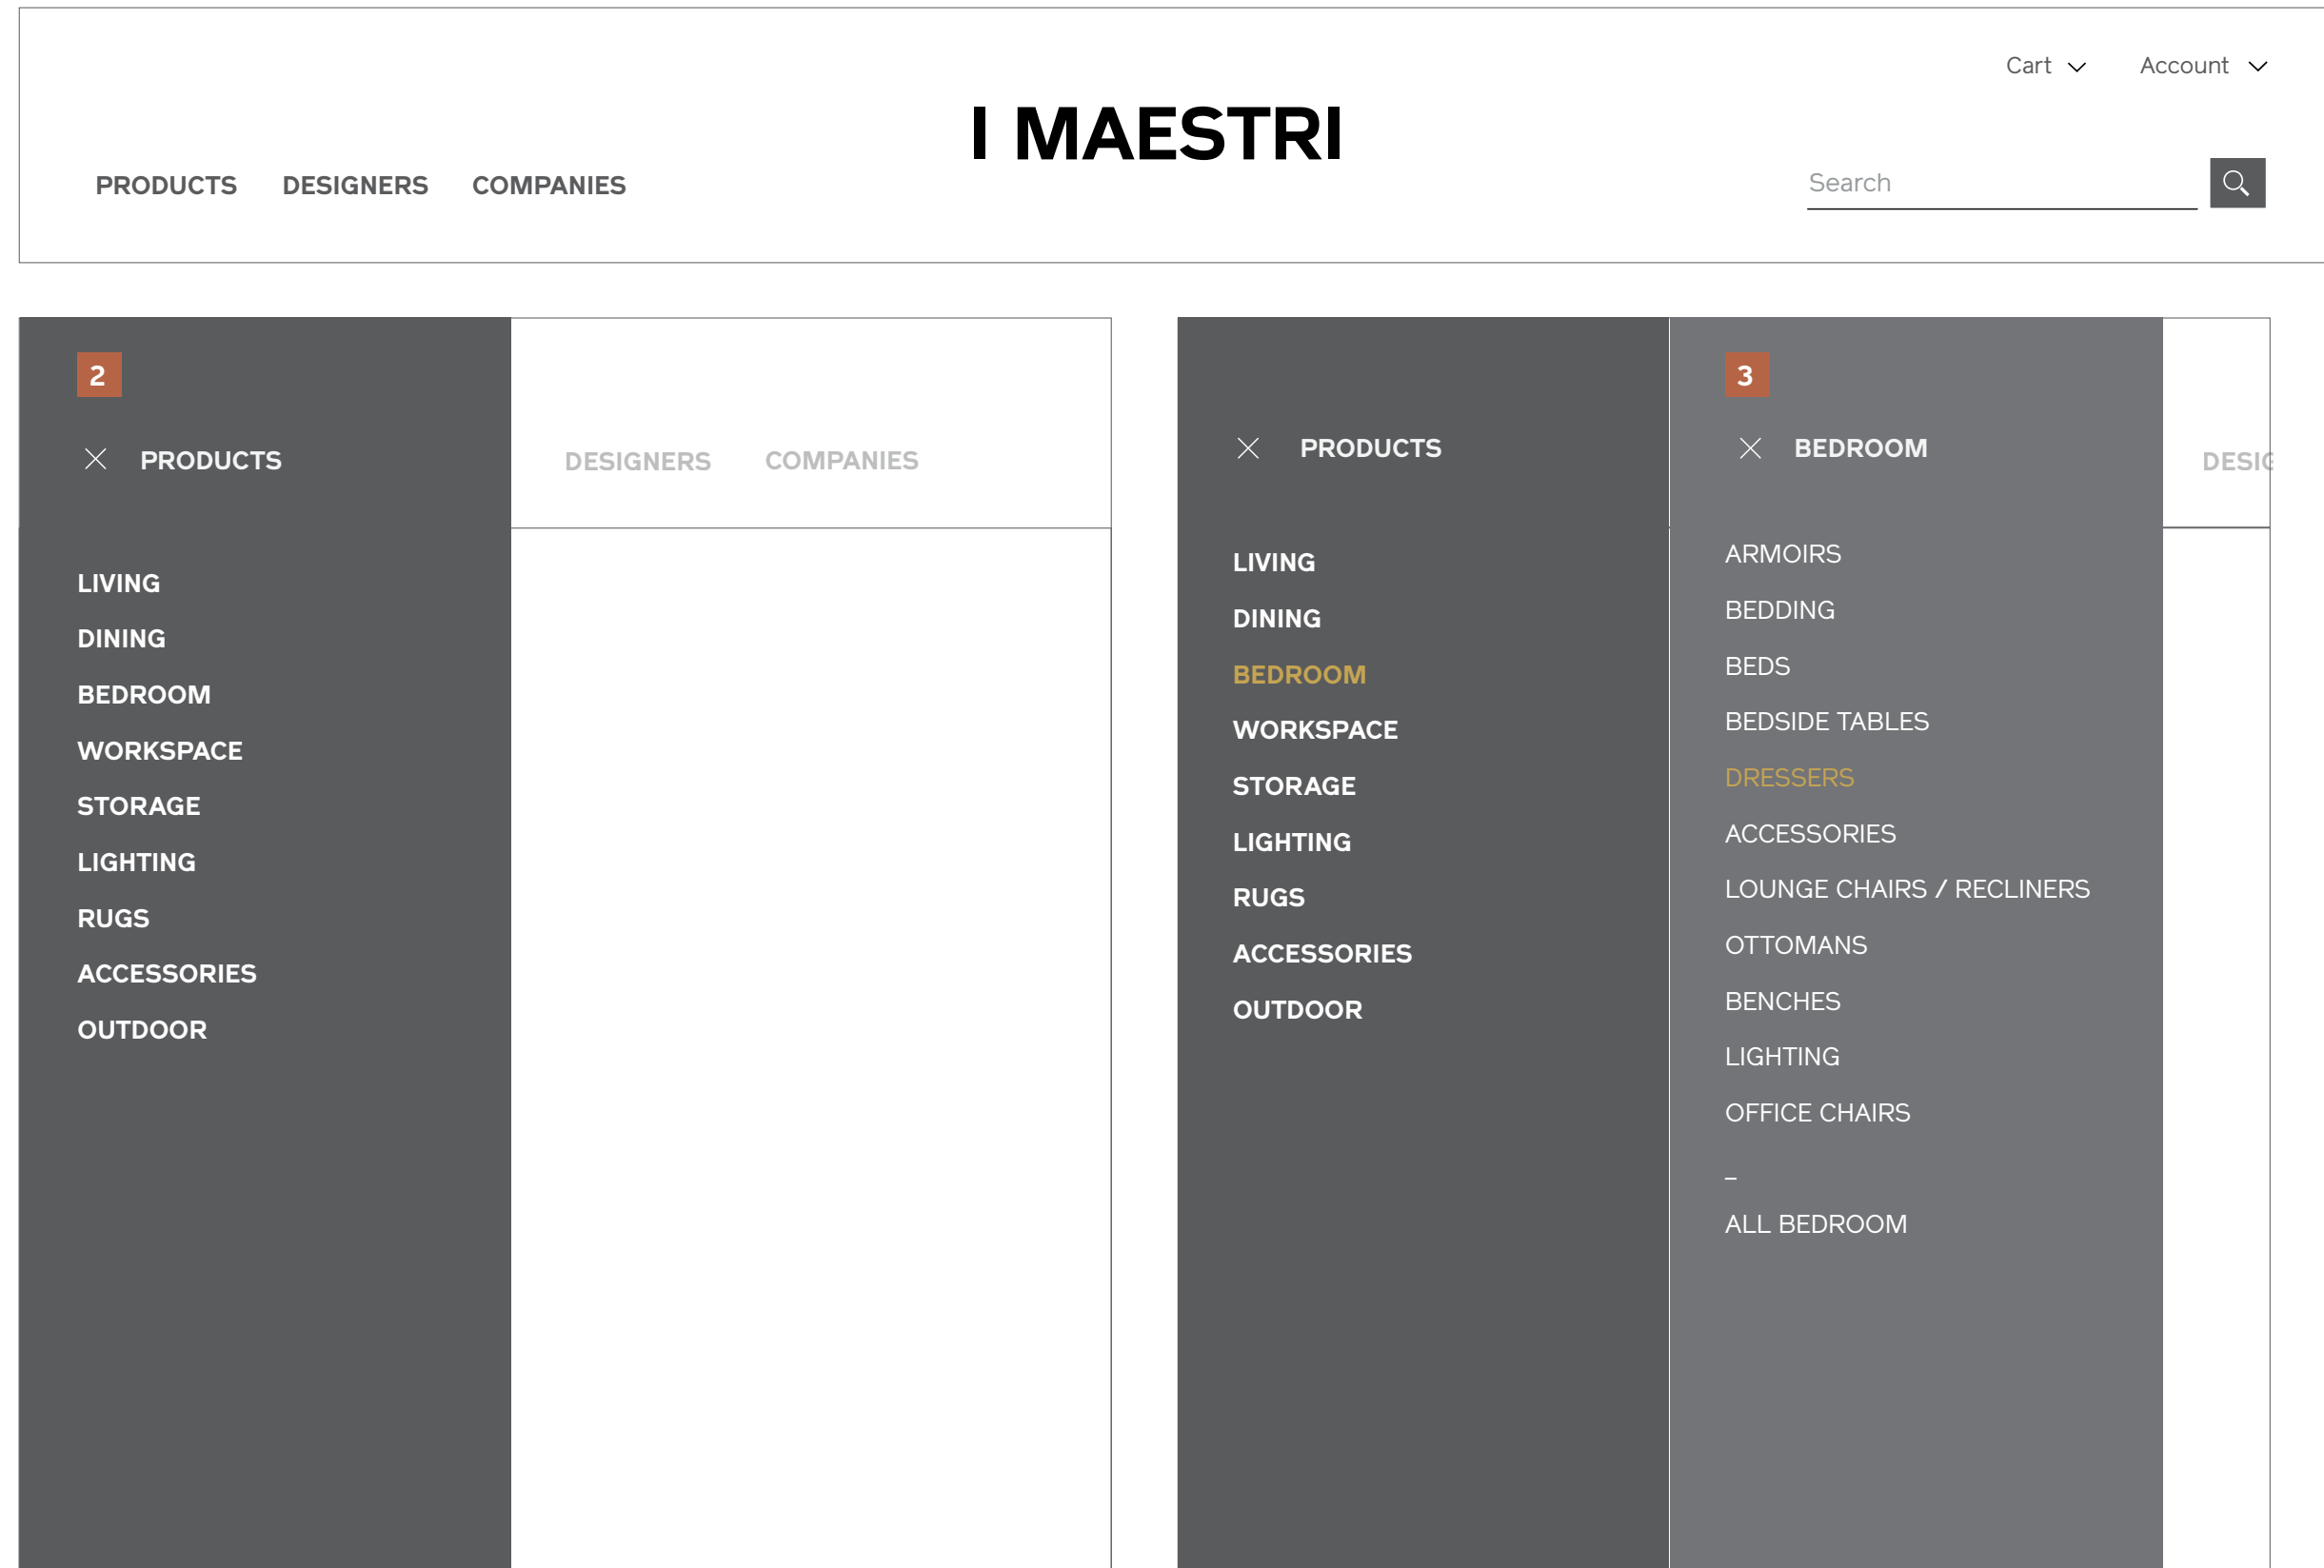 Cart Account
I MAESTRI
PRODUCTS DESIGNERS COMPANIES
Search
2
PRODUCTS
DESIGNERS COMPANIES
LIVING
DINING
BEDROOM
WORKSPACE
STORAGE
LIGHTING
RUGS
ACCESSORIES
OUTDOOR
PRODUCTS
LIVING
DINING
BEDROOM
WORKSPACE
STORAGE
LIGHTING
RUGS
ACCESSORIES
OUTDOOR
3
BEDROOM
ARMOIRS
BEDDING
BEDS
BEDSIDE TABLES
DRESSERS
ACCESSORIES
LOUNGE CHAIRS / RECLINERS
OTTOMANS
BENCHES
LIGHTING
OFFICE CHAIRS
–
ALL BEDROOM